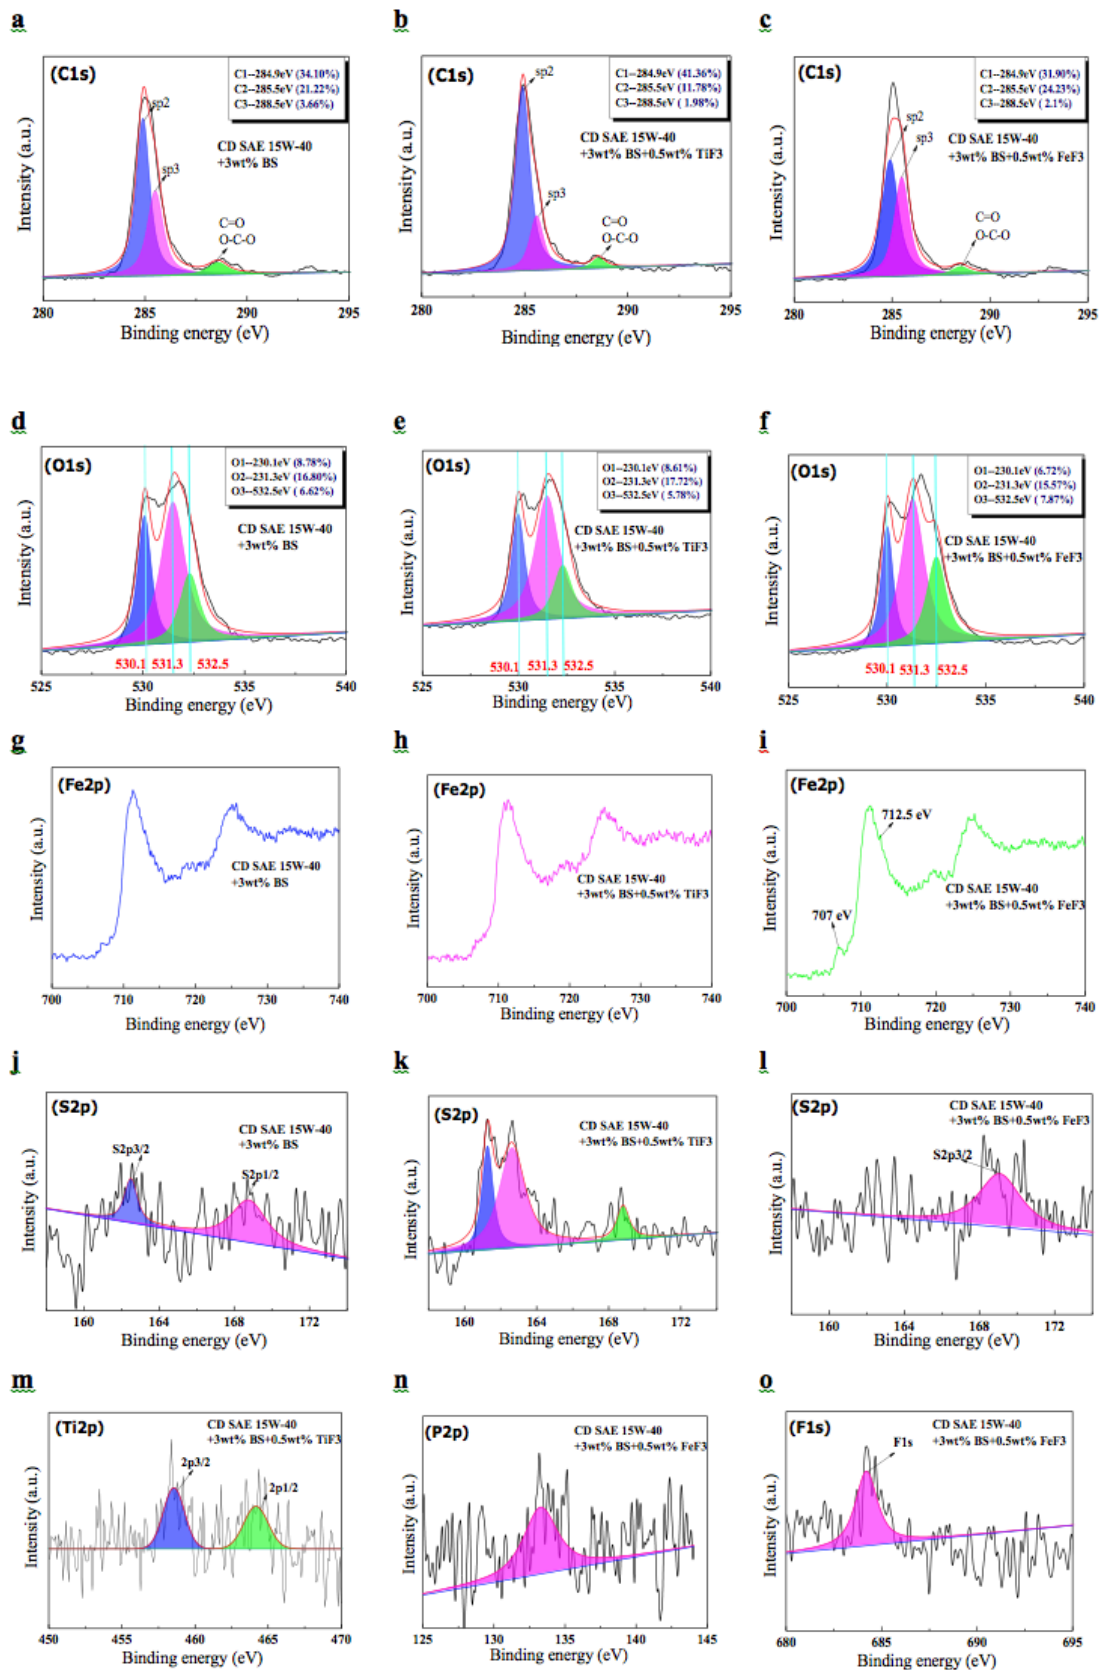 a
(C1s)
C1--284.9eV (34.10%)
C2--285.5eV (21.22%)
C3--288.5eV (3.66%)
sp2
CD SAE 15W-40
+3wt% BS
sp3
C=O
O-C-O
Intensity (a.u.)
280 285 290 295
Binding energy (eV)
b
(C1s)
C1--284.9eV (41.36%)
C2--285.5eV (11.78%)
C3--288.5eV ( 1.98%)
sp2
CD SAE 15W-40
+3wt% BS+0.5wt% TiF3
sp3
C=O
O-C-O
Intensity (a.u.)
280 285 290 295
Binding energy (eV)
c
(C1s)
C1--284.9eV (31.90%)
C2--285.5eV (24.23%)
C3--288.5eV ( 2.1%)
sp2
sp3
CD SAE 15W-40
+3wt% BS+0.5wt% FeF3
C=O
O-C-O
Intensity (a.u.)
280 285 290 295
Binding energy (eV)
d
(O1s)
O1--230.1eV (8.78%)
O2--231.3eV (16.80%)
O3--532.5eV ( 6.62%)
CD SAE 15W-40
+3wt% BS
530.1 531.3 532.5
Intensity (a.u.)
525 530 535 540
Binding energy (eV)
e
(O1s)
O1--230.1eV (8.61%)
O2--231.3eV (17.72%)
O3--532.5eV ( 5.78%)
CD SAE 15W-40
+3wt% BS+0.5wt% TiF3
530.1 531.3 532.5
Intensity (a.u.)
525 530 535 540
Binding energy (eV)
f
(O1s)
O1--230.1eV (6.72%)
O2--231.3eV (15.57%)
O3--532.5eV ( 7.87%)
CD SAE 15W-40
+3wt% BS+0.5wt% FeF3
530.1 531.3 532.5
Intensity (a.u.)
525 530 535 540
Binding energy (eV)
g
(Fe2p)
CD SAE 15W-40
+3wt% BS
Intensity (a.u.)
700 710 720 730 740
Binding energy (eV)
h
(Fe2p)
CD SAE 15W-40
+3wt% BS+0.5wt% TiF3
Intensity (a.u.)
700 710 720 730 740
Binding energy (eV)
i
(Fe2p)
712.5 eV
CD SAE 15W-40
+3wt% BS+0.5wt% FeF3
707 eV
Intensity (a.u.)
700 710 720 730 740
Binding energy (eV)
j
(S2p)
CD SAE 15W-40
+3wt% BS
S2p3/2
S2p1/2
Intensity (a.u.)
160 164 168 172
Binding energy (eV)
k
(S2p)
CD SAE 15W-40
+3wt% BS+0.5wt% TiF3
Intensity (a.u.)
160 164 168 172
Binding energy (eV)
l
(S2p)
CD SAE 15W-40
+3wt% BS+0.5wt% FeF3
S2p3/2
Intensity (a.u.)
160 164 168 172
Binding energy (eV)
m
(Ti2p)
CD SAE 15W-40
+3wt% BS+0.5wt% TiF3
2p3/2
2p1/2
Intensity (a.u.)
450 455 460 465 470
Binding energy (eV)
n
(P2p)
CD SAE 15W-40
+3wt% BS+0.5wt% FeF3
Intensity (a.u.)
125 130 135 140 145
Binding energy (eV)
o
(F1s)
CD SAE 15W-40
+3wt% BS+0.5wt% FeF3
F1s
Intensity (a.u.)
680 685 690 695
Binding energy (eV)